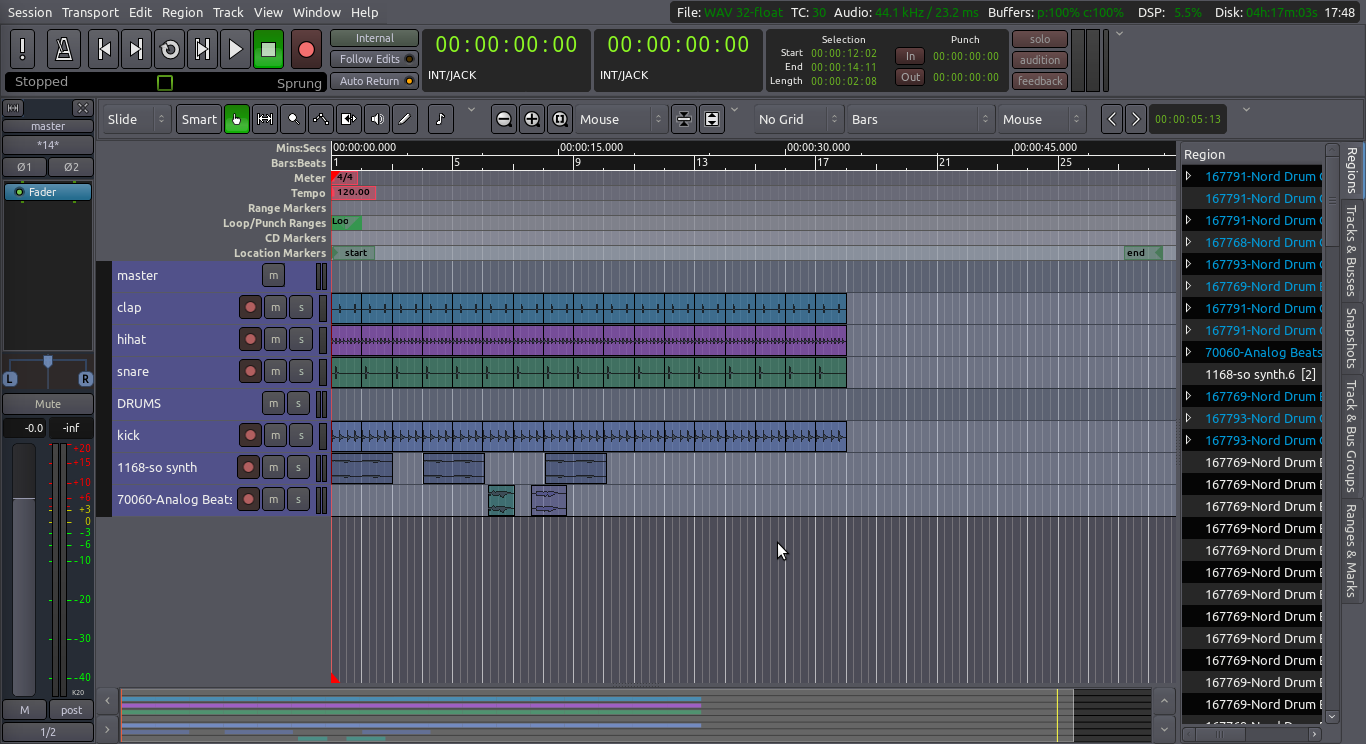 Session Transport Edit Region Track View Window Help File: WAV 32-float TC: 30 Audio: 44.1 kHz / 23.2 ms Buffers: p:100% c:100% DSP: 5.5% Disk: 04h:17m:03s 17:48
Internal
Follow Edits
Auto Return
Stopped Sprung
00:00:00:00
INT/JACK
00:00:00:00
INT/JACK
Selection
Start 00:00:12:02
End 00:00:14:11
Length 00:00:02:08
Punch
In 00:00:00:00
Out 00:00:00:00
solo
audition
feedback
Slide Smart Mouse No Grid Bars Mouse 00:00:05:13
master
*14*
Ø1 Ø2
Fader
L R
Mute
-0.0 -inf
+20
+15
+10
+6
+3
0
-3
-6
-10
-20
-30
-40
K20
M post
1/2
Mins:Secs 00:00:00.000 00:00:15.000 00:00:30.000 00:00:45.000
Bars:Beats 1 5 9 13 17 21 25
Meter 4/4
Tempo 120.00
Range Markers
Loop/Punch Ranges Loo
CD Markers
Location Markers start end
master m
clap m s
hihat m s
snare m s
DRUMS m s
kick m s
1168-so synth m s
70060-Analog Beats m s
Region
167791-Nord Drum
167791-Nord Drum
167791-Nord Drum
167768-Nord Drum
167793-Nord Drum
167769-Nord Drum
167791-Nord Drum
167791-Nord Drum
70060-Analog Beats
1168-so synth.6 [2]
167769-Nord Drum
167793-Nord Drum
167793-Nord Drum
167769-Nord Drum
167769-Nord Drum
167769-Nord Drum
167769-Nord Drum
167769-Nord Drum
167769-Nord Drum
167769-Nord Drum
167769-Nord Drum
167769-Nord Drum
167769-Nord Drum
167769-Nord Drum
167769-Nord Drum
Regions
Tracks & Busses
Snapshots
Track & Bus Groups
Ranges & Marks